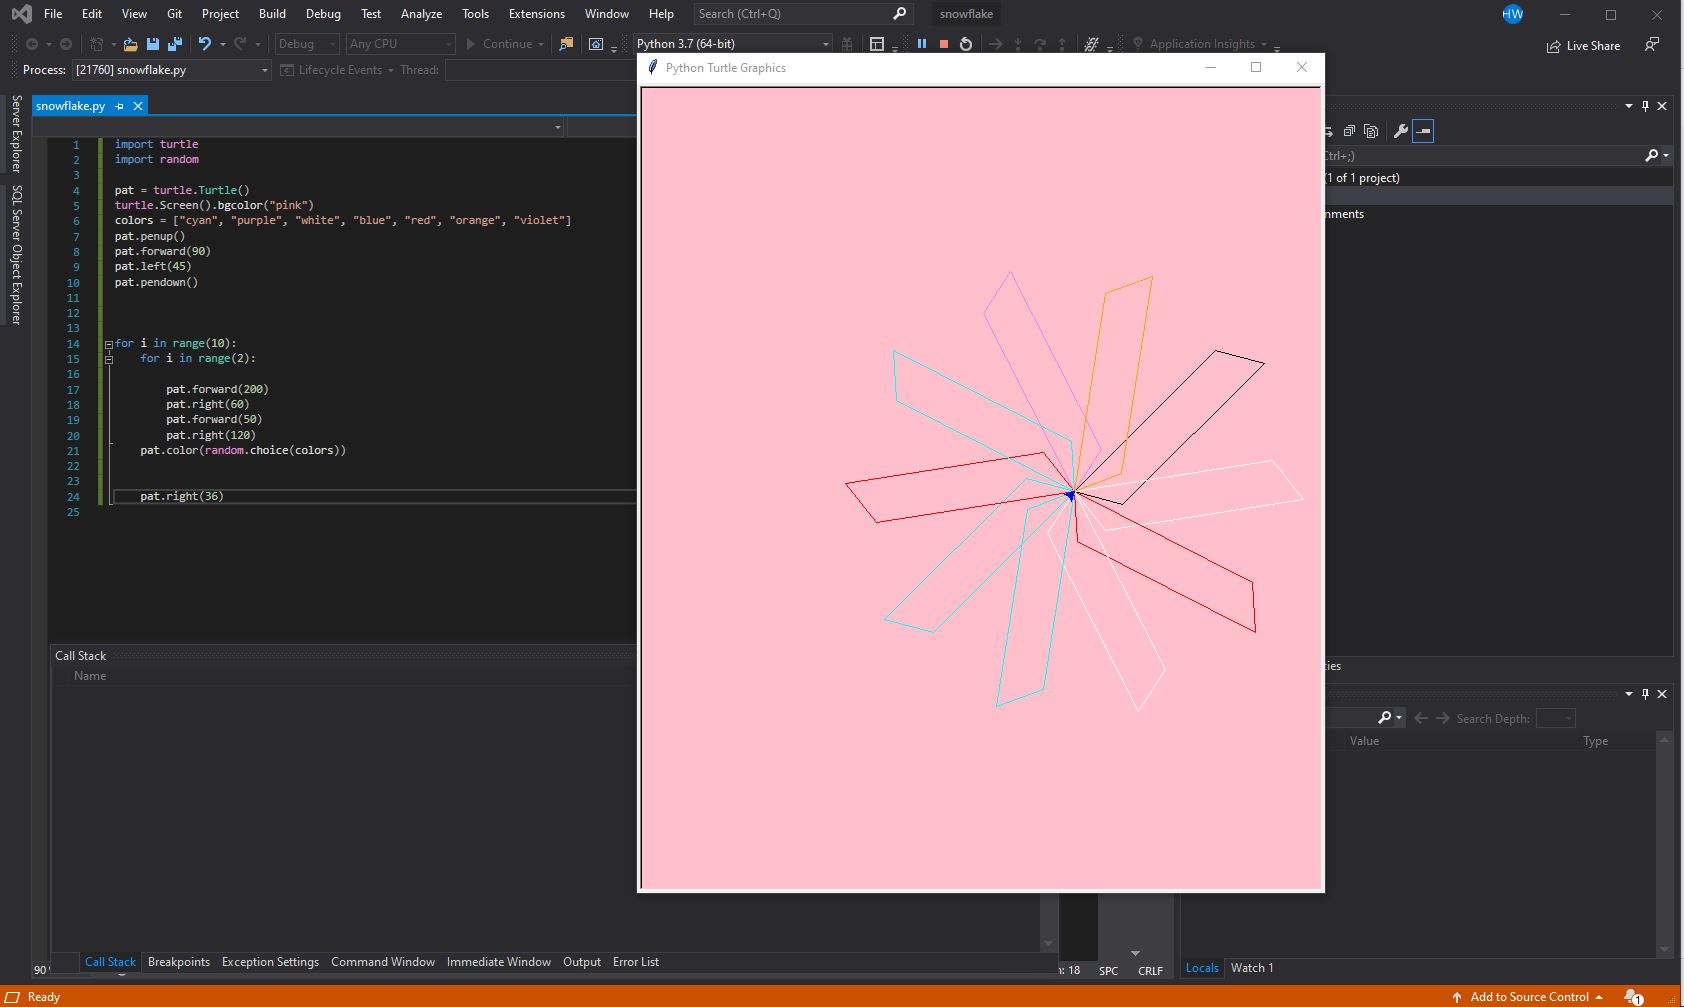 File Edit View Git Project Build Debug Test Analyze Tools Extensions Window Help Search (Ctrl+Q) snowflake HW
Debug Any CPU Continue Python 3.7 (64-bit) Application Insights Live Share
Process: [21760] snowflake.py Lifecycle Events Thread:
Python Turtle Graphics
Server Explorer
SQL Server Object Explorer
snowflake.py
1 import turtle
2 import random
3
4 pat = turtle.Turtle()
5 turtle.Screen().bgcolor("pink")
6 colors = ["cyan", "purple", "white", "blue", "red", "orange", "violet"]
7 pat.penup()
8 pat.forward(90)
9 pat.left(45)
10 pat.pendown()
11
12
13
14 for i in range(10):
15 for i in range(2):
16
17 pat.forward(200)
18 pat.right(60)
19 pat.forward(50)
20 pat.right(120)
21 pat.color(random.choice(colors))
22
23
24 pat.right(36)
25
Ctrl+;)
(1 of 1 project)
nments
ties
Search Depth:
Value Type
Call Stack
Name
90
Call Stack Breakpoints Exception Settings Command Window Immediate Window Output Error List
: 18 SPC CRLF
Locals Watch 1
Ready Add to Source Control 1